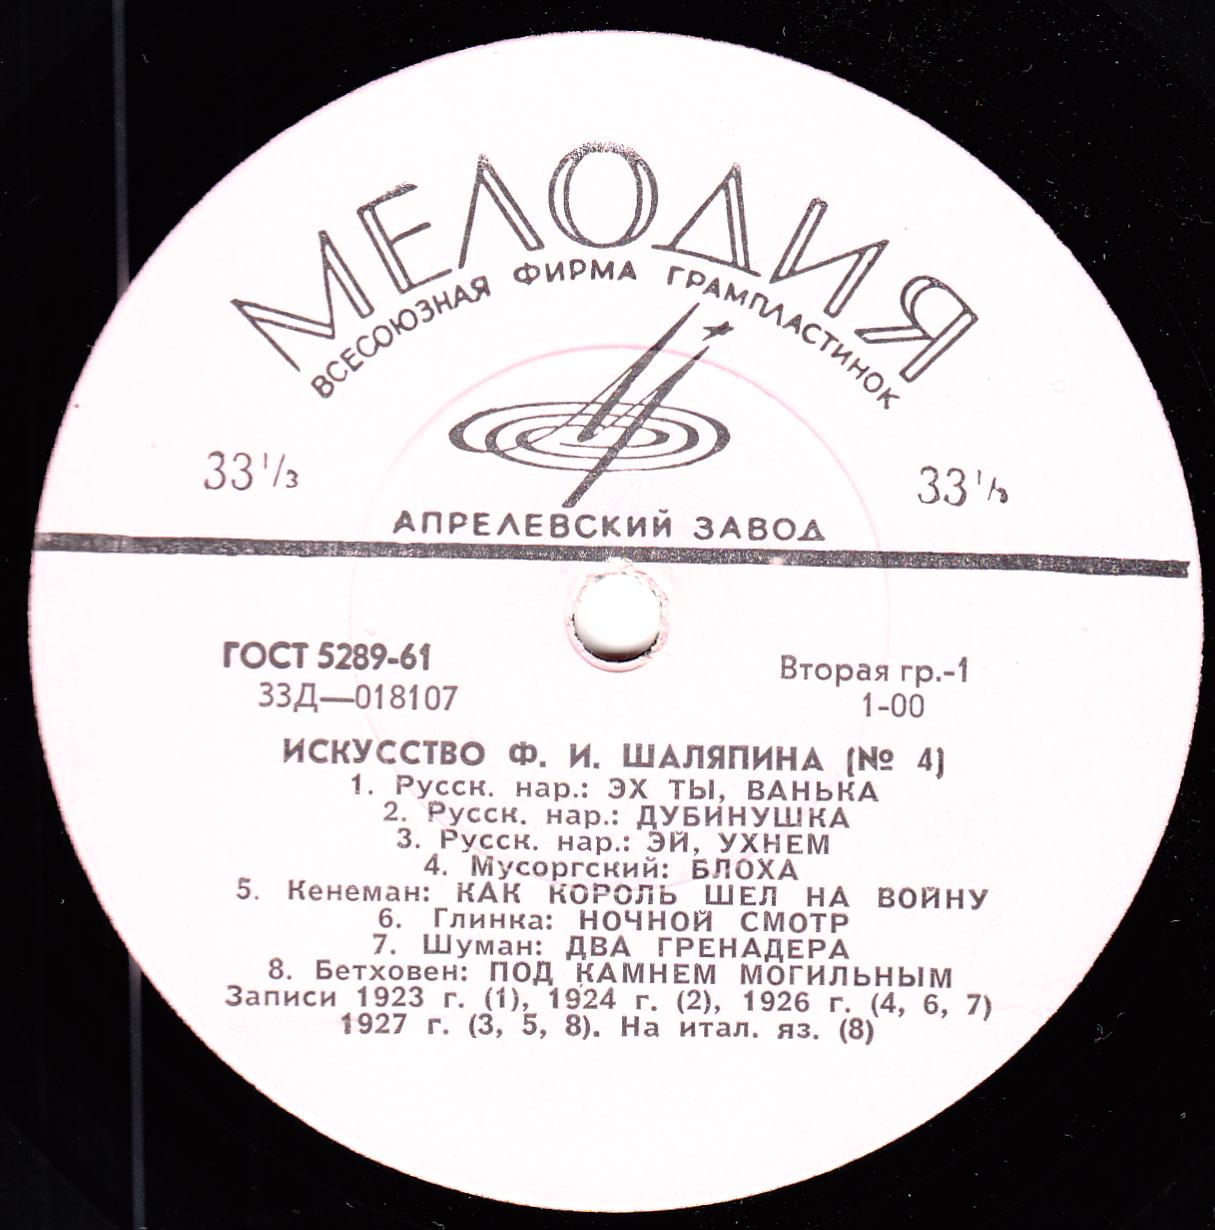 МЕЛОДИЯ
ВСЕСОЮЗНАЯ ФИРМА ГРАМПЛАСТИНОК
33 1/3
33 1/3
АПРЕЛЕВСКИЙ ЗАВОД
ГОСТ 5289-61
Вторая гр.-1
33Д—018107
1-00
ИСКУССТВО Ф. И. ШАЛЯПИНА (№ 4)
1. Русск. нар.: ЭХ ТЫ, ВАНЬКА
2. Русск. нар.: ДУБИНУШКА
3. Русск. нар.: ЭЙ, УХНЕМ
4. Мусоргский: БЛОХА
5. Кенеман: КАК КОРОЛЬ ШЕЛ НА ВОЙНУ
6. Глинка: НОЧНОЙ СМОТР
7. Шуман: ДВА ГРЕНАДЕРА
8. Бетховен: ПОД КАМНЕМ МОГИЛЬНЫМ
Записи 1923 г. (1), 1924 г. (2), 1926 г. (4, 6, 7)
1927 г. (3, 5, 8). На итал. яз. (8)